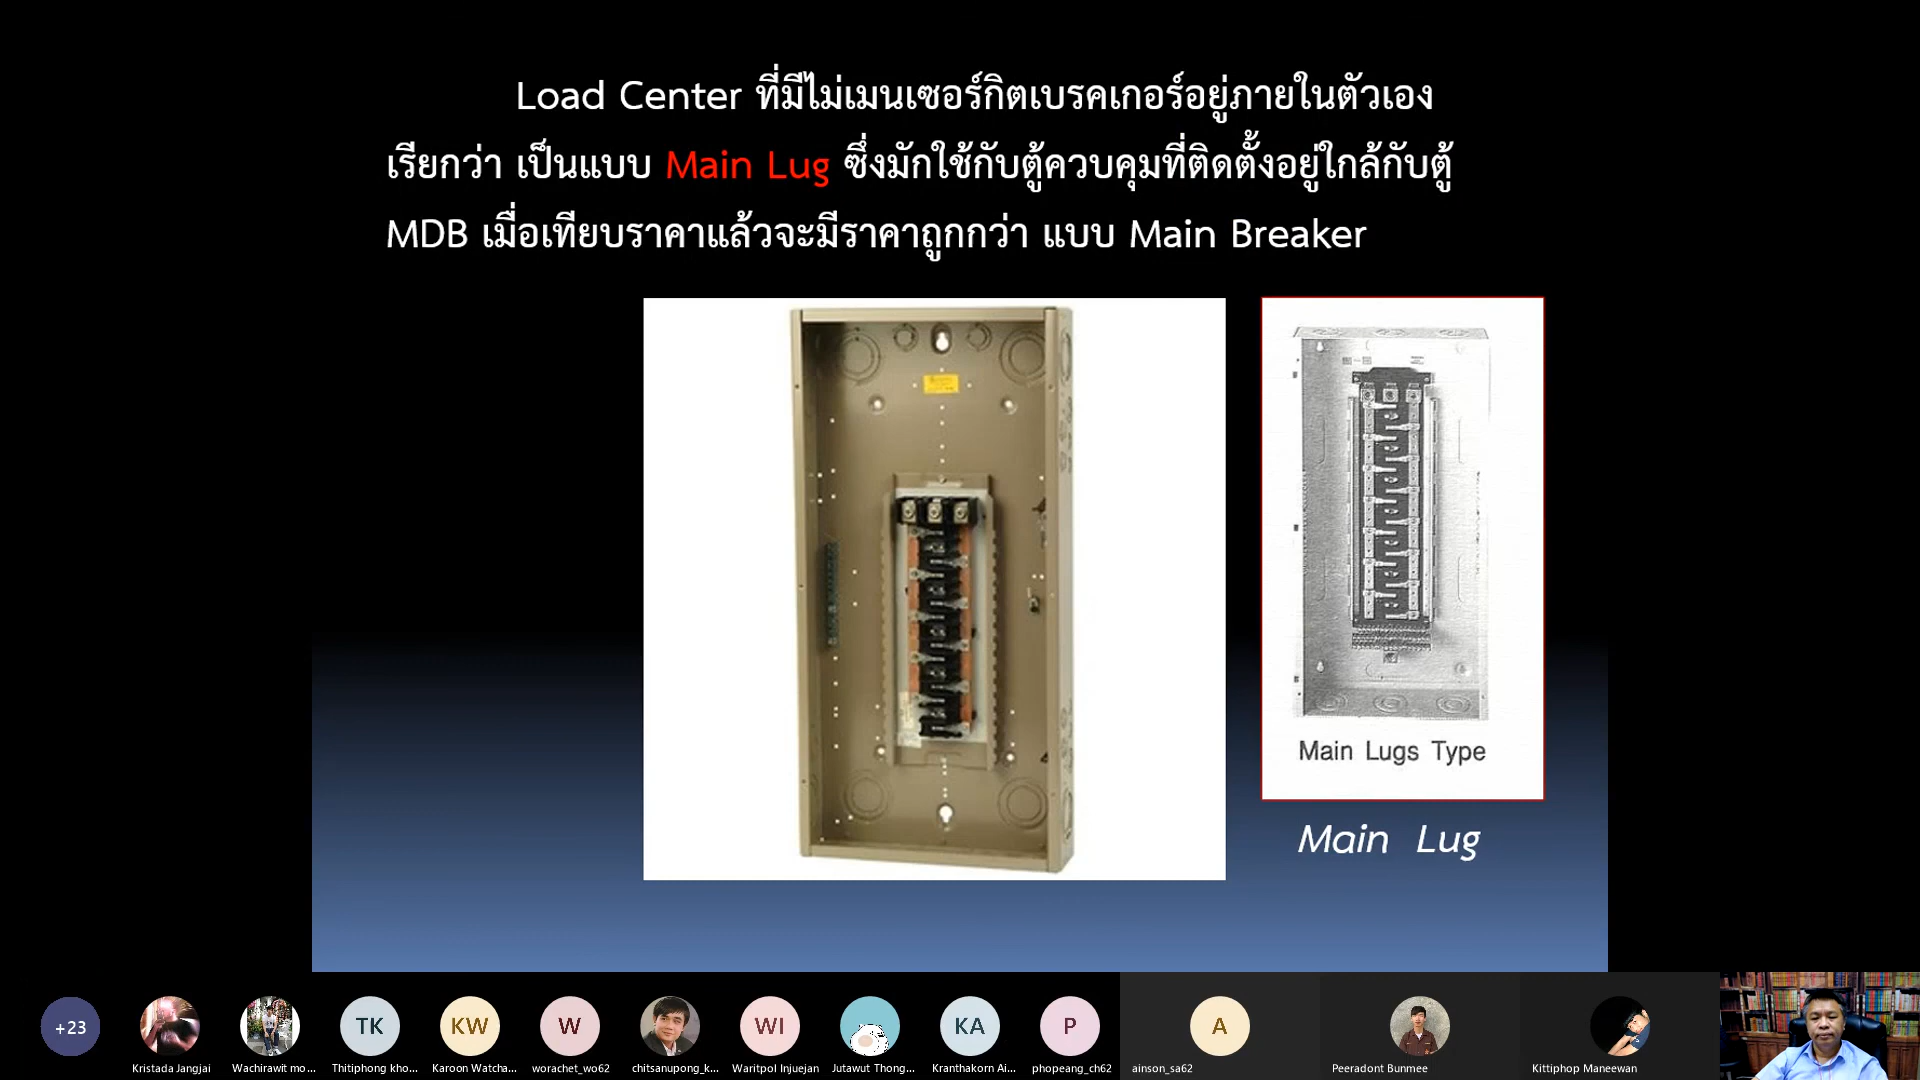 Load Center ที่มีไม่เมนเซอร์กิตเบรคเกอร์อยู่ภายในตัวเอง
เรียกว่า เป็นแบบ Main Lug ซึ่งมักใช้กับตู้ควบคุมที่ติดตั้งอยู่ใกล้กับตู้
MDB เมื่อเทียบราคาแล้วจะมีราคาถูกกว่า แบบ Main Breaker
Main Lugs Type
Main Lug
+23
TK
KW
W
WI
KA
P
A
Kristada Jangjai
Wachirawit mo...
Thitiphong kho...
Karoon Watcha...
worachet_wo62
chitsanupong_k...
Waritpol Injuejan
Jutawut Thong...
Kranthakorn Ai...
phopeang_ch62
ainson_sa62
Peeradont Bunmee
Kittiphop Maneewan